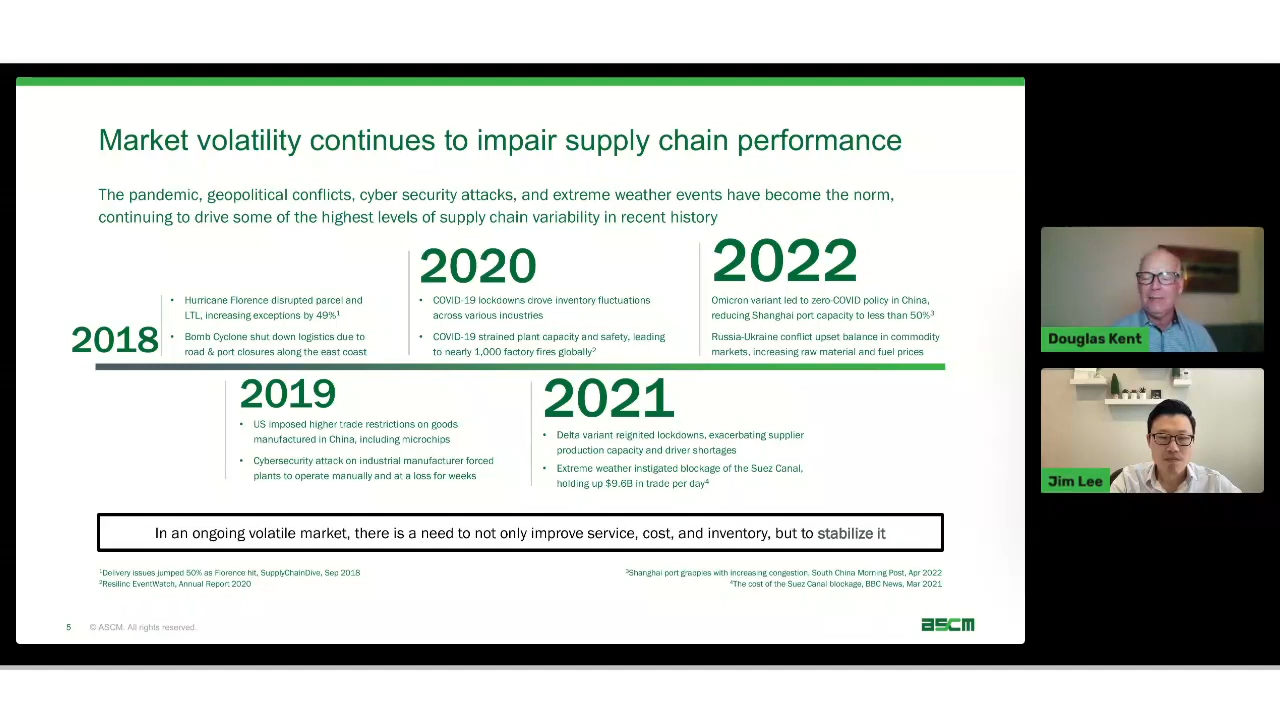 Market volatility continues to impair supply chain performance
The pandemic, geopolitical conflicts, cyber security attacks, and extreme weather events have become the norm,
continuing to drive some of the highest levels of supply chain variability in recent history
2018
• Hurricane Florence disrupted parcel and
LTL, increasing exceptions by 49%¹
• Bomb Cyclone shut down logistics due to
road & port closures along the east coast
2020
• COVID-19 lockdowns drove inventory fluctuations
across various industries
• COVID-19 strained plant capacity and safety, leading
to nearly 1,000 factory fires globally²
2022
Omicron variant led to zero-COVID policy in China,
reducing Shanghai port capacity to less than 50%³
Russia-Ukraine conflict upset balance in commodity
markets, increasing raw material and fuel prices
2019
• US imposed higher trade restrictions on goods
manufactured in China, including microchips
• Cybersecurity attack on industrial manufacturer forced
plants to operate manually and at a loss for weeks
2021
• Delta variant reignited lockdowns, exacerbating supplier
production capacity and driver shortages
• Extreme weather instigated blockage of the Suez Canal,
holding up $9.6B in trade per day⁴
In an ongoing volatile market, there is a need to not only improve service, cost, and inventory, but to stabilize it
¹Delivery issues jumped 50% as Florence hit, SupplyChainDive, Sep 2018
²Resilinc EventWatch, Annual Report 2020
³Shanghai port grapples with increasing congestion. South China Morning Post, Apr 2022
⁴The cost of the Suez Canal blockage, BBC News, Mar 2021
5 © ASCM. All rights reserved.
ascm
Douglas Kent
Jim Lee